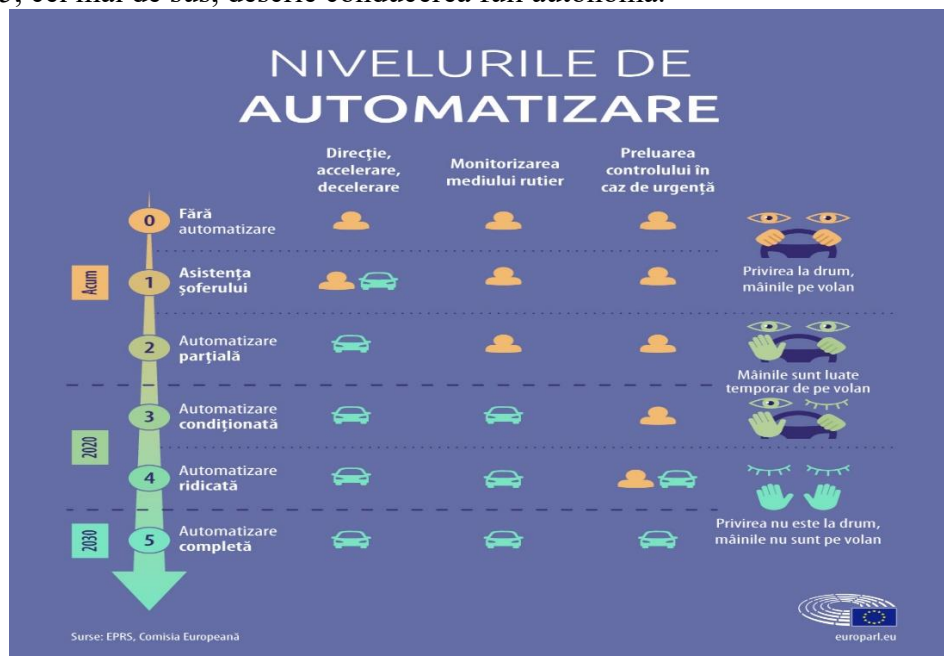 NIVELURILE DE
AUTOMATIZARE
Direcție,
accelerare,
decelerare
Monitorizarea
mediului rutier
Preluarea
controlului în
caz de urgență
Acum
0
Fără
automatizare
1
Asistența
șoferului
Privirea la drum,
mâinile pe volan
2
Automatizare
parțială
Mâinile sunt luate
temporar de pe volan
2020
3
Automatizare
condiționată
4
Automatizare
ridicată
Privirea nu este la drum,
mâinile nu sunt pe volan
2030
5
Automatizare
completă
Surse: EPRS, Comisia Europeană
europarl.eu